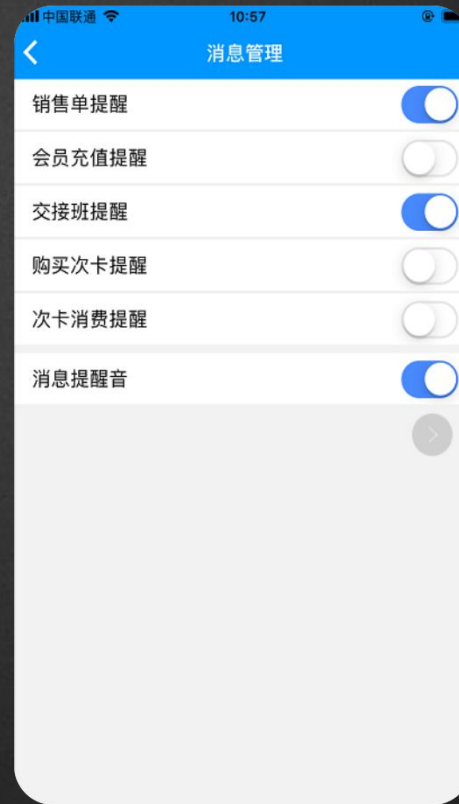 中国联通
10:57
消息管理
销售单提醒
会员充值提醒
交接班提醒
购买次卡提醒
次卡消费提醒
消息提醒音